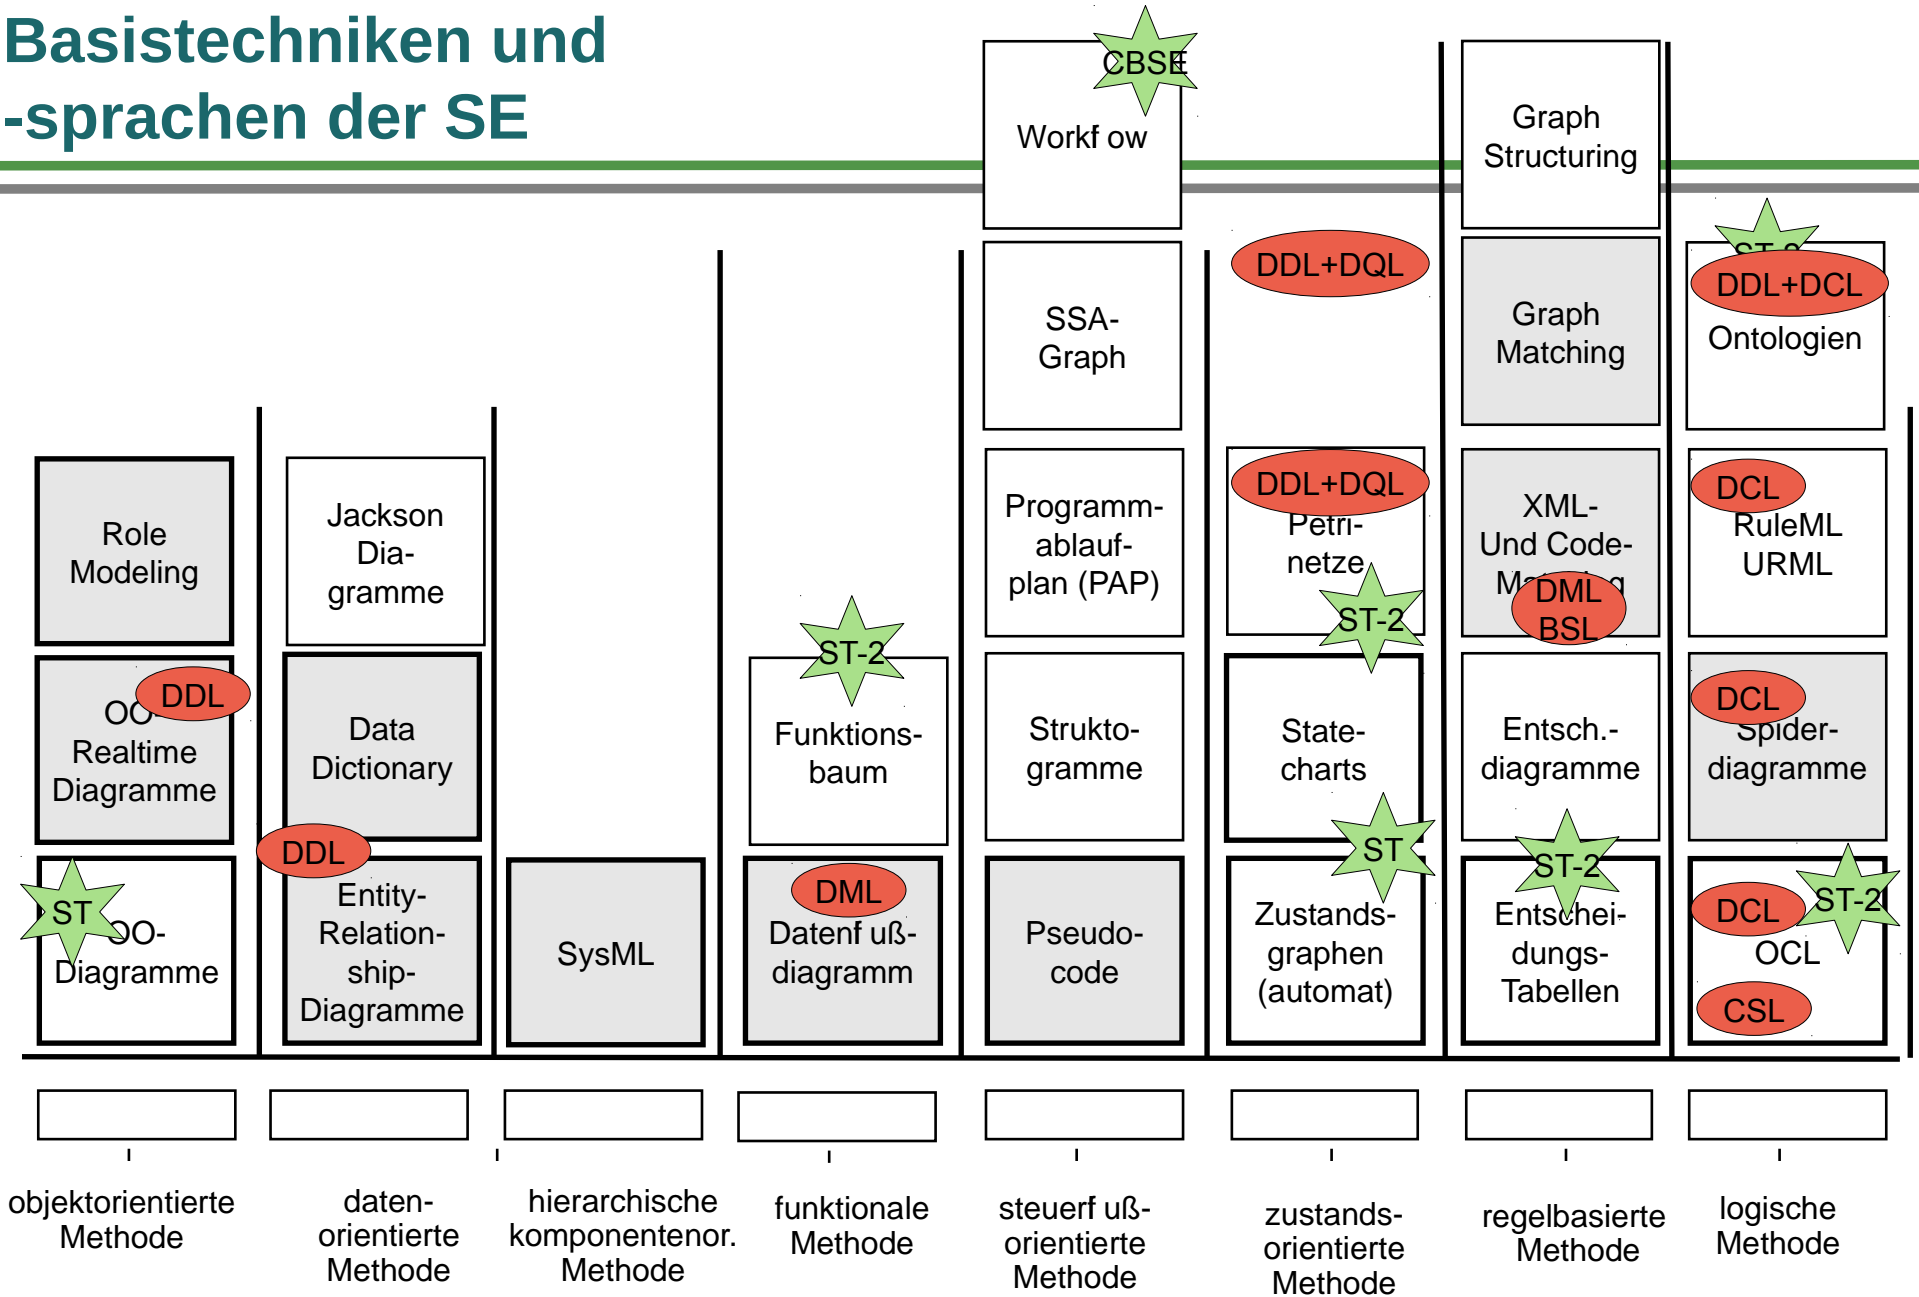 Basistechniken und
-sprachen der SE
CBSE
Workf ow
Graph
Structuring
SSA-
Graph
DDL+DQL
Graph
Matching
DDL+DCL
Ontologien
Role
Modeling
Jackson
Dia-
gramme
Programm-
ablauf-
plan (PAP)
DDL+DQL
Petri-
netze
ST-2
XML-
Und Code-
DML
BSL
DCL
RuleML
URML
DDL
OO-
Realtime
Diagramme
Data
Dictionary
ST-2
Funktions-
baum
Strukto-
gramme
State-
charts
Entsch.-
diagramme
DCL
Spider-
diagramme
ST
OO-
Diagramme
DDL
Entity-
Relation-
ship-
Diagramme
SysML
DML
Datenf uß-
diagramm
Pseudo-
code
ST
Zustands-
graphen
(automat)
ST-2
Entschei-
dungs-
Tabellen
DCL
ST-2
OCL
CSL
objektorientierte
Methode
daten-
orientierte
Methode
hierarchische
komponentenor.
Methode
funktionale
Methode
steuerf uß-
orientierte
Methode
zustands-
orientierte
Methode
regelbasierte
Methode
logische
Methode